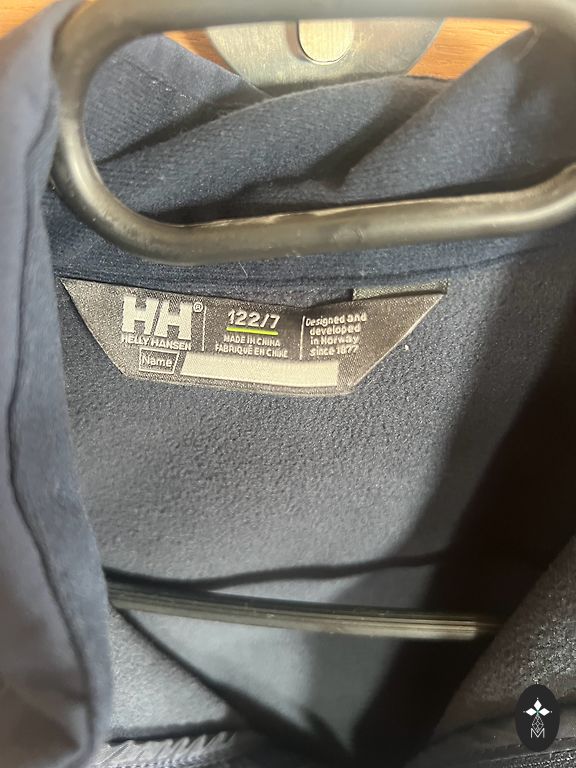 HH®
HELLY HANSEN
Name
122/7
MADE IN CHINA
FABRIQUÉ EN CHINE
Designed and
developed
in Norway
since 1877
M